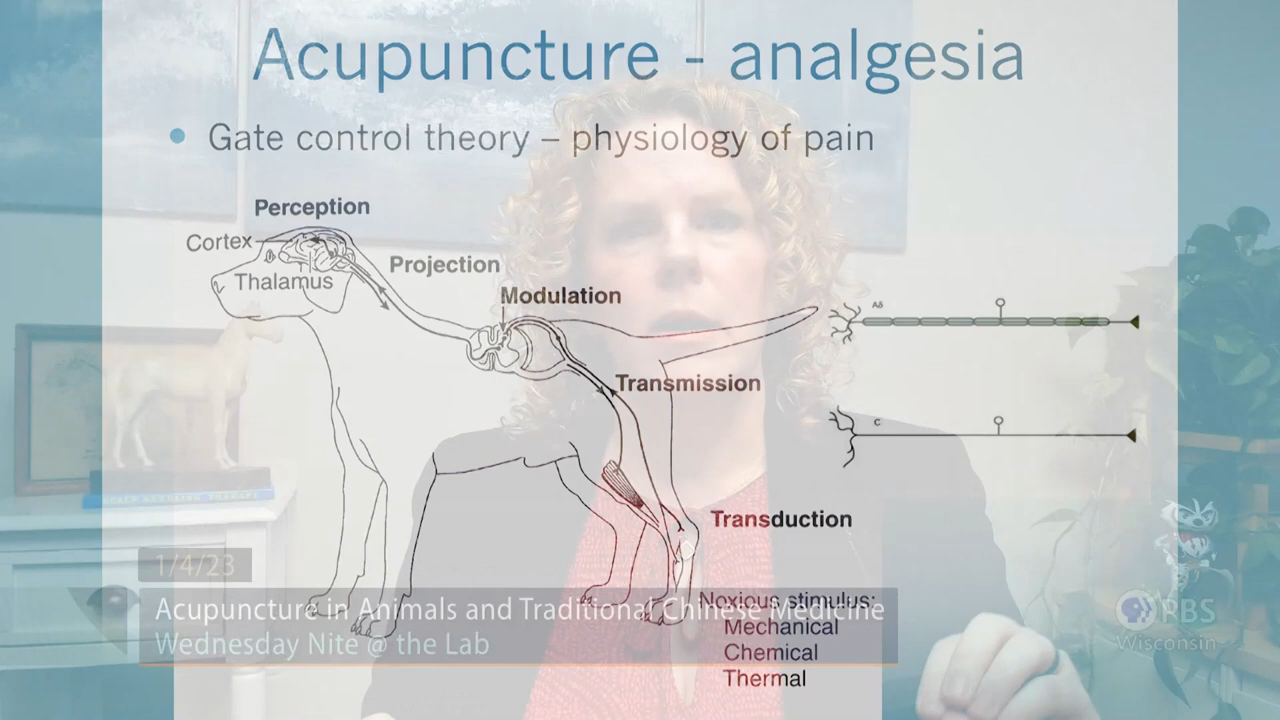 Acupuncture - analgesia
• Gate control theory – physiology of pain
Perception
Cortex
Thalamus
Projection
Modulation
Transmission
Aδ
C
Transduction
Noxious stimulus:
Mechanical
Chemical
Thermal
1/4/23
Acupuncture in Animals and Traditional Chinese Medicine
Wednesday Nite @ the Lab
PBS
Wisconsin